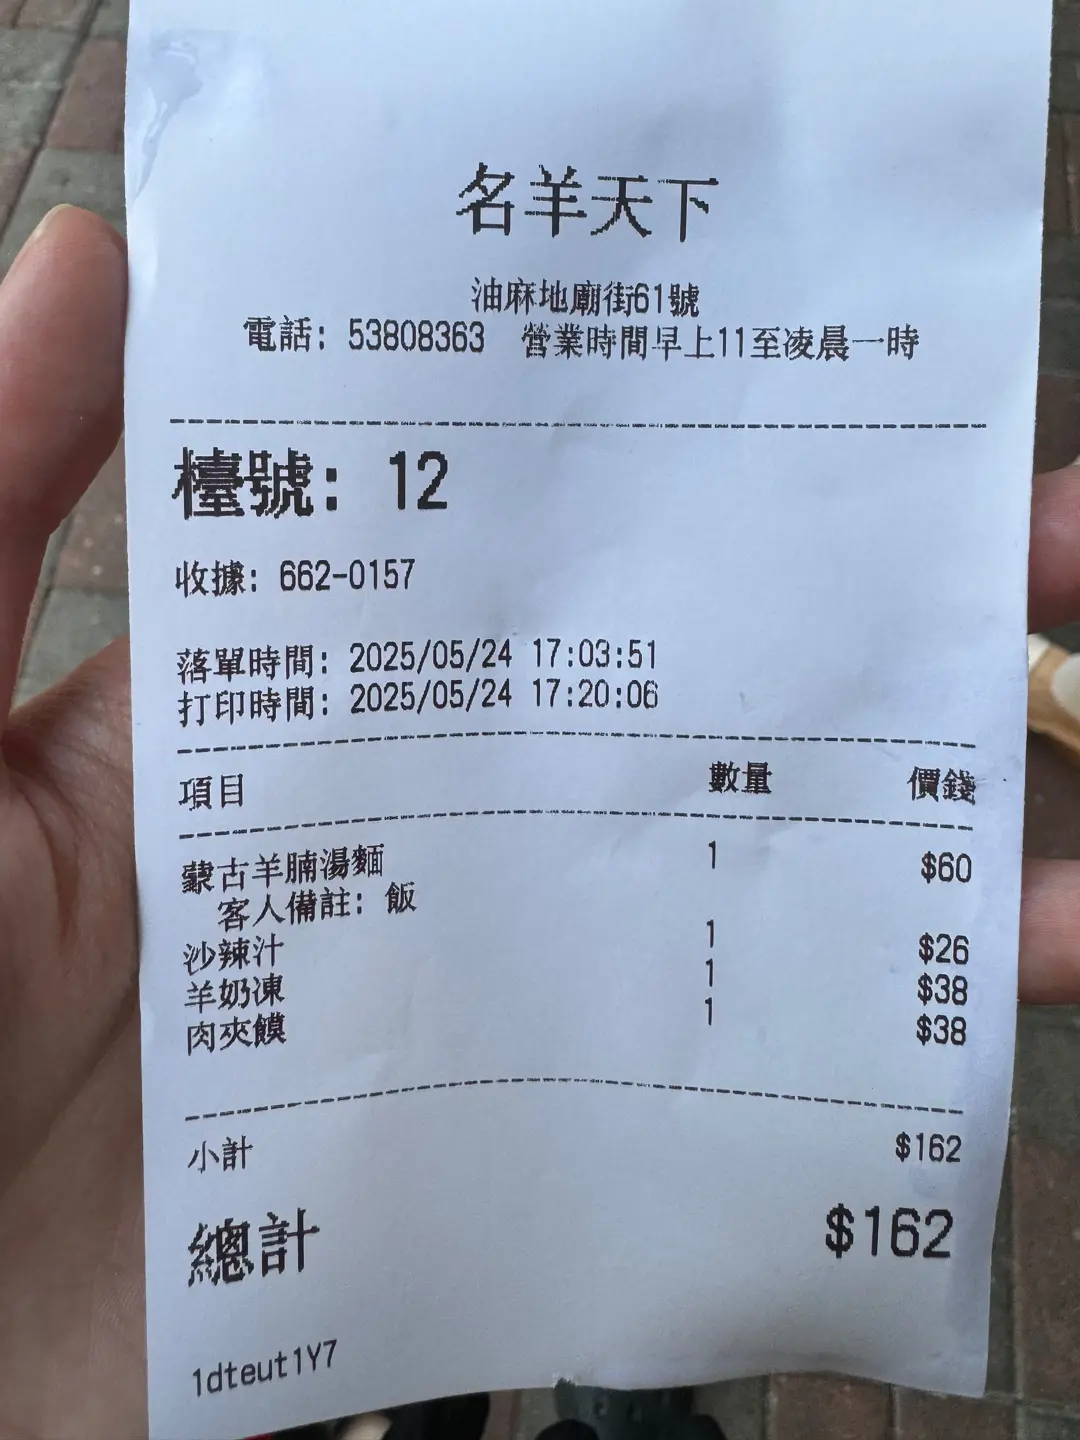 名羊天下
油麻地廟街61號
電話: 53808363 營業時間早上11至凌晨一時
檯號: 12
收據: 662-0157
落單時間: 2025/05/24 17:03:51
打印時間: 2025/05/24 17:20:06
項目 數量 價錢
蒙古羊腩湯麵 1 $60
客人備註: 飯
沙辣汁 1 $26
羊奶凍 1 $38
肉夾饃 1 $38
小計 $162
總計 $162
1dteut1Y7